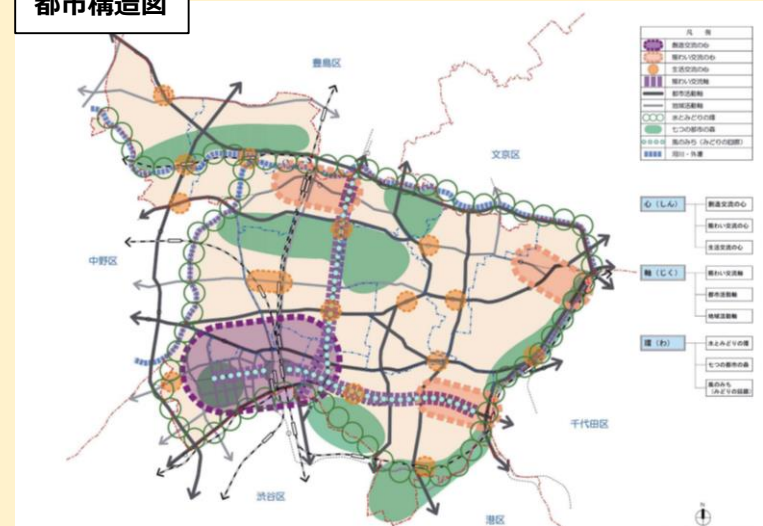 都市構造図
凡 例
創造交流の心
賑わい交流の心
生活交流の心
賑わい交流軸
都市活動軸
地域活動軸
水とみどりの環
七つの都市の森
風のみち（みどりの回廊）
河川・外濠
豊島区
文京区
中野区
千代田区
渋谷区
港区
心（しん）
創造交流の心
賑わい交流の心
生活交流の心
軸（じく）
賑わい交流軸
都市活動軸
地域活動軸
環（わ）
水とみどりの環
七つの都市の森
風のみち
（みどりの回廊）
N